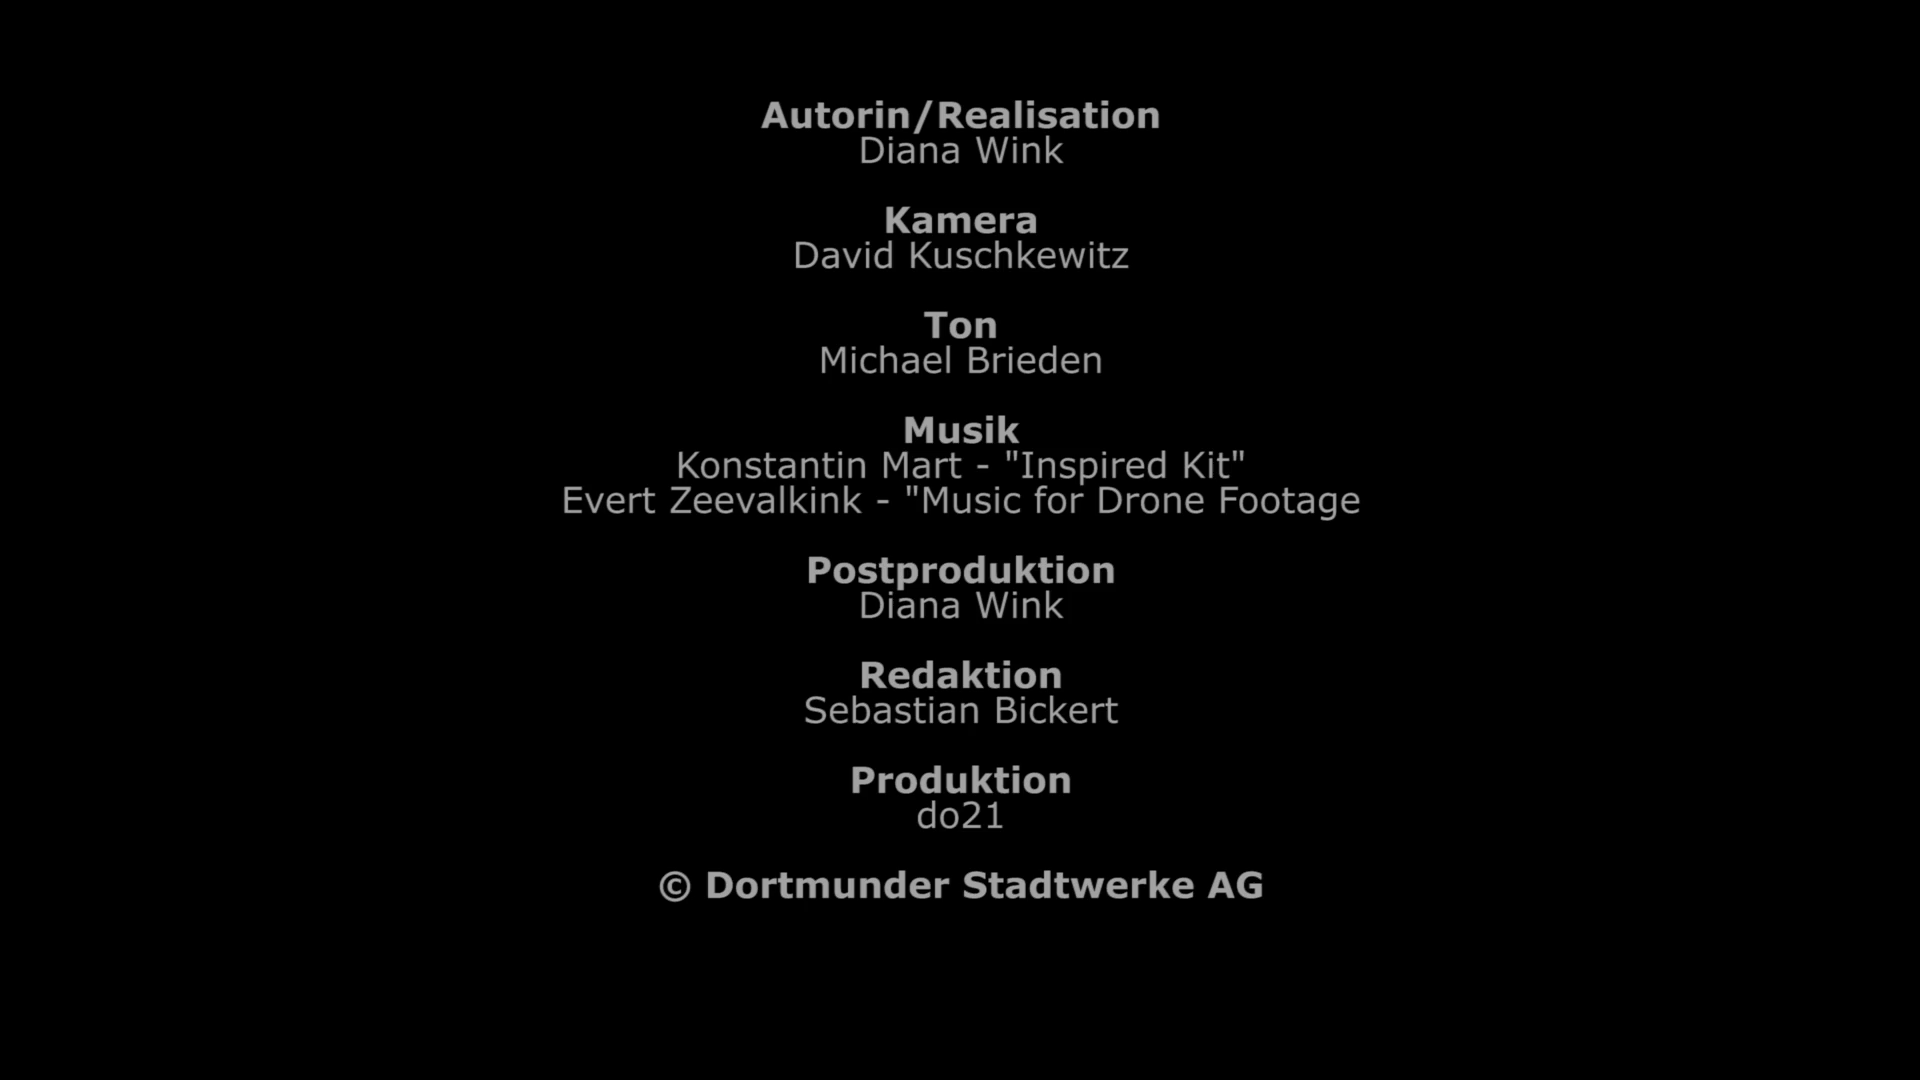 Autorin/Realisation
Diana Wink
Kamera
David Kuschkewitz
Ton
Michael Brieden
Musik
Konstantin Mart - "Inspired Kit"
Evert Zeevalkink - "Music for Drone Footage
Postproduktion
Diana Wink
Redaktion
Sebastian Bickert
Produktion
do21
© Dortmunder Stadtwerke AG